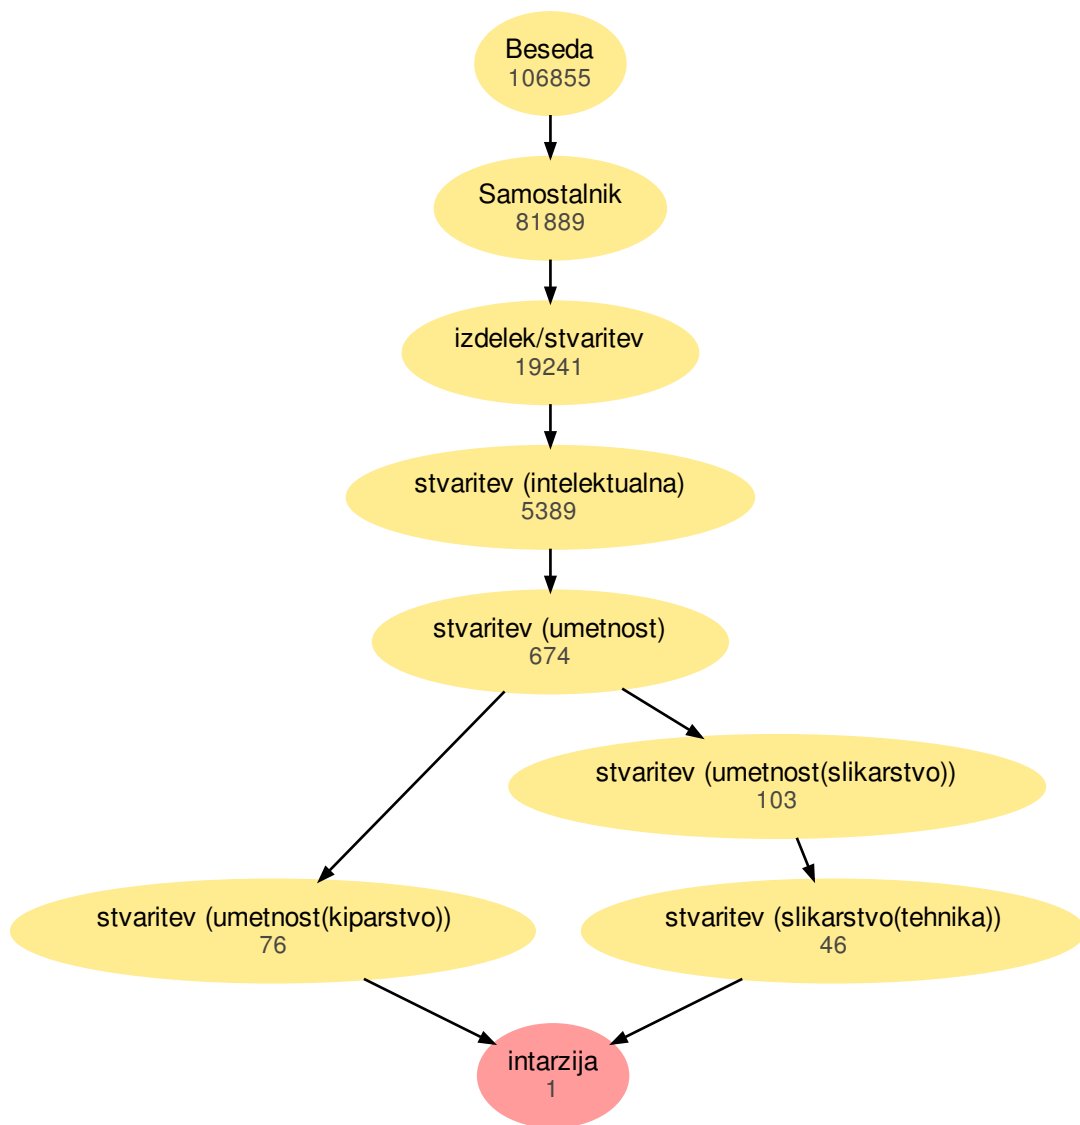 Beseda
106855
Samostalnik
81889
izdelek/stvaritev
19241
stvaritev (intelektualna)
5389
stvaritev (umetnost)
674
stvaritev (umetnost(slikarstvo))
103
stvaritev (umetnost(kiparstvo))
76
stvaritev (slikarstvo(tehnika))
46
intarzija
1